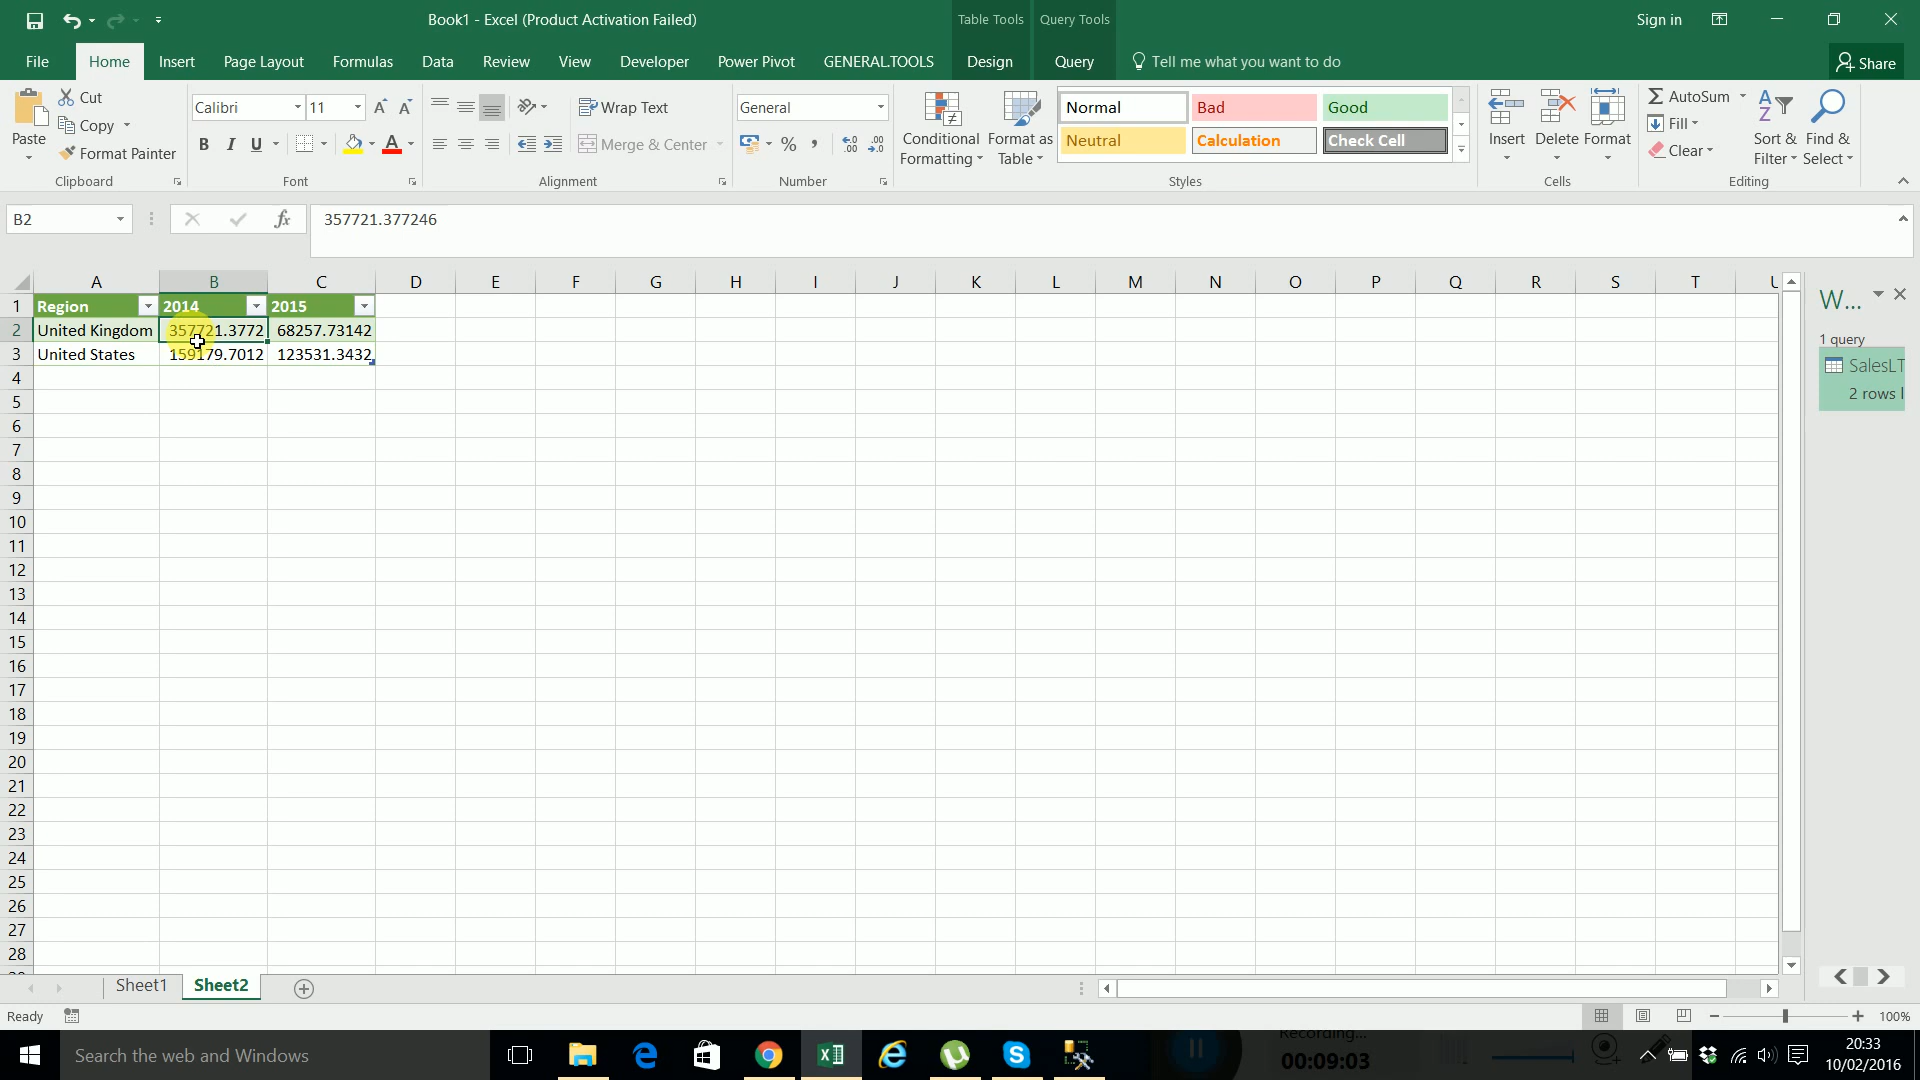 Book1 - Excel (Product Activation Failed)
Table Tools
Query Tools
Sign in
File
Home
Insert
Page Layout
Formulas
Data
Review
View
Developer
Power Pivot
GENERAL.TOOLS
Design
Query
Tell me what you want to do
Share
Paste
Cut
Copy
Format Painter
Clipboard
Calibri
11
B I U
A
Font
Wrap Text
Merge & Center
Alignment
General
%
Number
Conditional Formatting
Format as Table
Normal
Bad
Good
Neutral
Calculation
Check Cell
Styles
Insert
Delete
Format
Cells
AutoSum
Fill
Clear
Sort & Filter
Find & Select
Editing
B2
fx
357721.377246
A B C D E F G H I J K L M N O P Q R S T
1 Region 2014 2015
2 United Kingdom 357721.3772 68257.73142
3 United States 159179.7012 123531.3432
4
5
6
7
8
9
10
11
12
13
14
15
16
17
18
19
20
21
22
23
24
25
26
27
28
W...
1 query
SalesLT
2 rows l
Sheet1
Sheet2
Ready
100%
Search the web and Windows
Recording...
00:09:03
20:33
10/02/2016